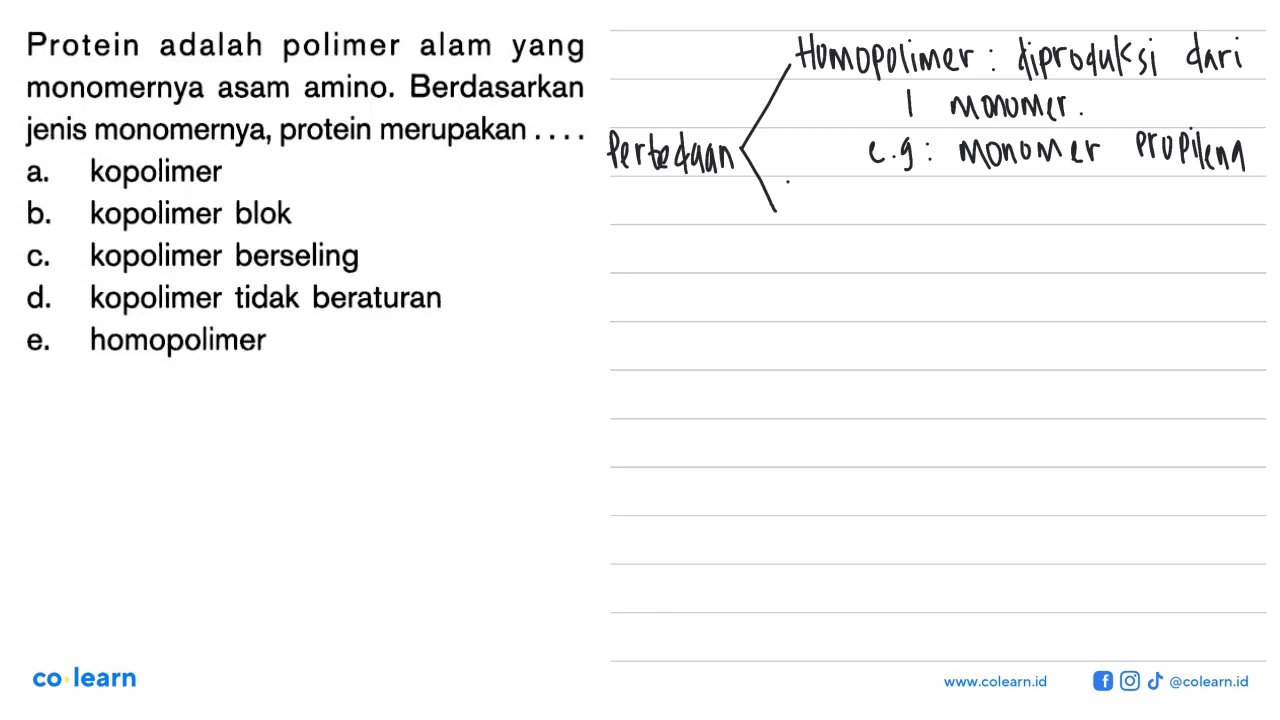 Protein adalah polimer alam yang
monomernya asam amino. Berdasarkan
jenis monomernya, protein merupakan ....
a. kopolimer
b. kopolimer blok
c. kopolimer berseling
d. kopolimer tidak beraturan
e. homopolimer
Perbedaan
Homopolimer : diproduksi dari
1 monomer.
e.g : monomer propilena
co learn
www.colearn.id
@colearn.id